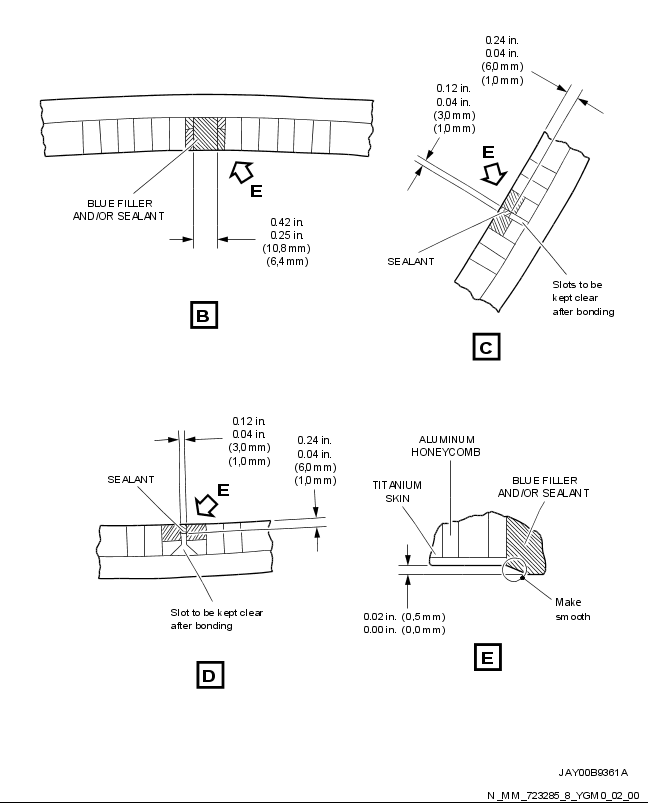 0.24 in.
0.04 in.
(6,0 mm)
(1,0 mm)
0.12 in.
0.04 in.
(3,0 mm)
(1,0 mm)
E
E
BLUE FILLER
AND/OR SEALANT
0.42 in.
0.25 in.
(10,8 mm)
(6,4 mm)
SEALANT
Slots to be
kept clear
after bonding
B
C
0.12 in.
0.04 in.
(3,0 mm)
(1,0 mm)
0.24 in.
0.04 in.
(6,0 mm)
(1,0 mm)
SEALANT
E
Slot to be kept clear
after bonding
D
ALUMINUM
HONEYCOMB
TITANIUM
SKIN
BLUE FILLER
AND/OR SEALANT
0.02 in. (0,5 mm)
0.00 in. (0,0 mm)
Make
smooth
E
JAY00B9361A
N_MM_723285_8_YGM0_02_00